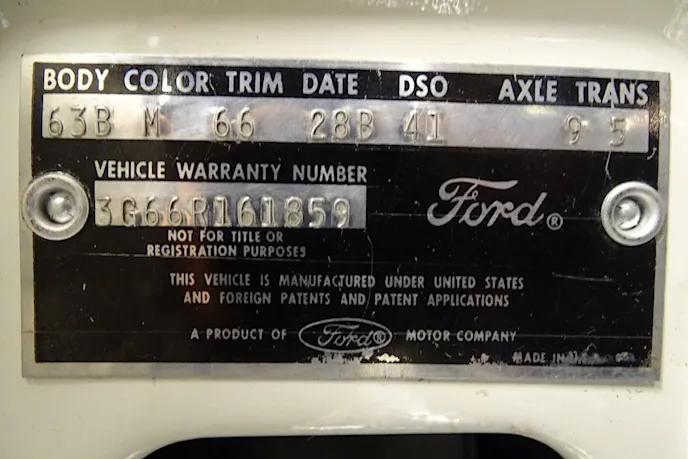 BODY COLOR TRIM DATE DSO AXLE TRANS
63B M 66 28B 41 9 5
VEHICLE WARRANTY NUMBER
3G66R161859
Ford®
NOT FOR TITLE OR
REGISTRATION PURPOSES
THIS VEHICLE IS MANUFACTURED UNDER UNITED STATES
AND FOREIGN PATENTS AND PATENT APPLICATIONS
A PRODUCT OF Ford® MOTOR COMPANY
MADE IN U.S.A.